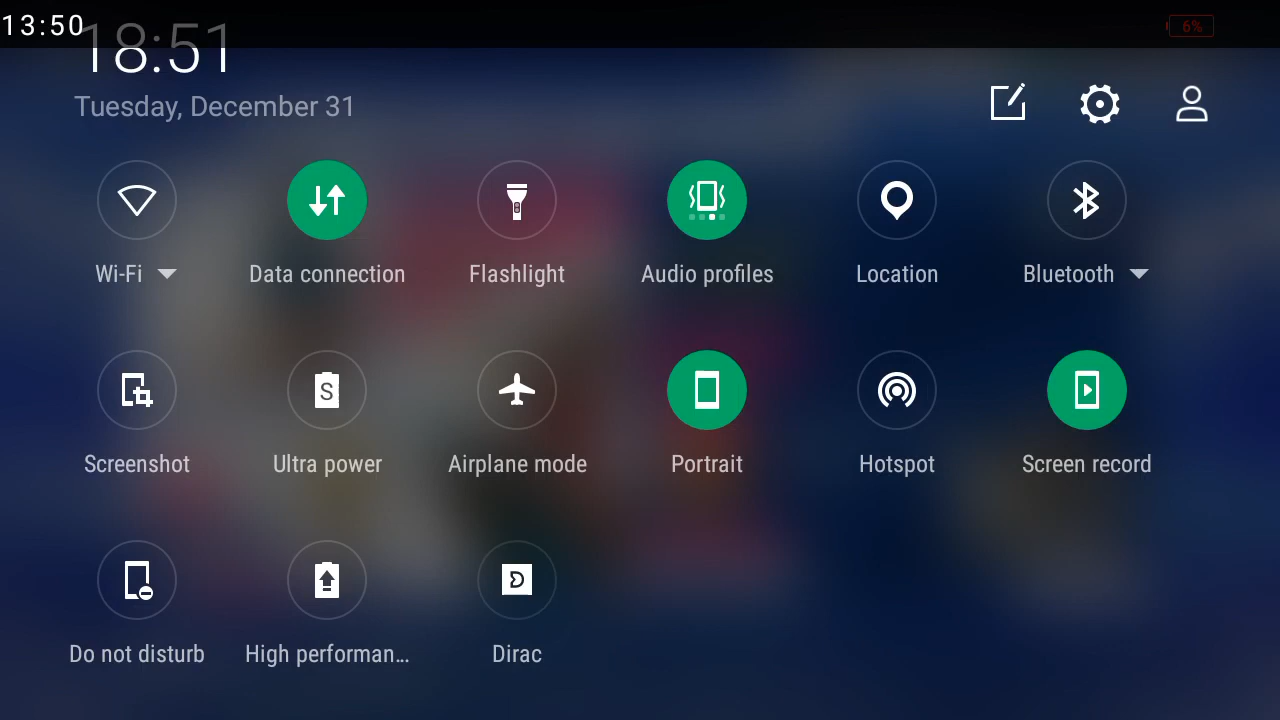 13:50
6%
18:51
Tuesday, December 31
Wi-Fi
Data connection
Flashlight
Audio profiles
Location
Bluetooth
S
Screenshot
Ultra power
Airplane mode
Portrait
Hotspot
Screen record
D
Do not disturb
High performan...
Dirac